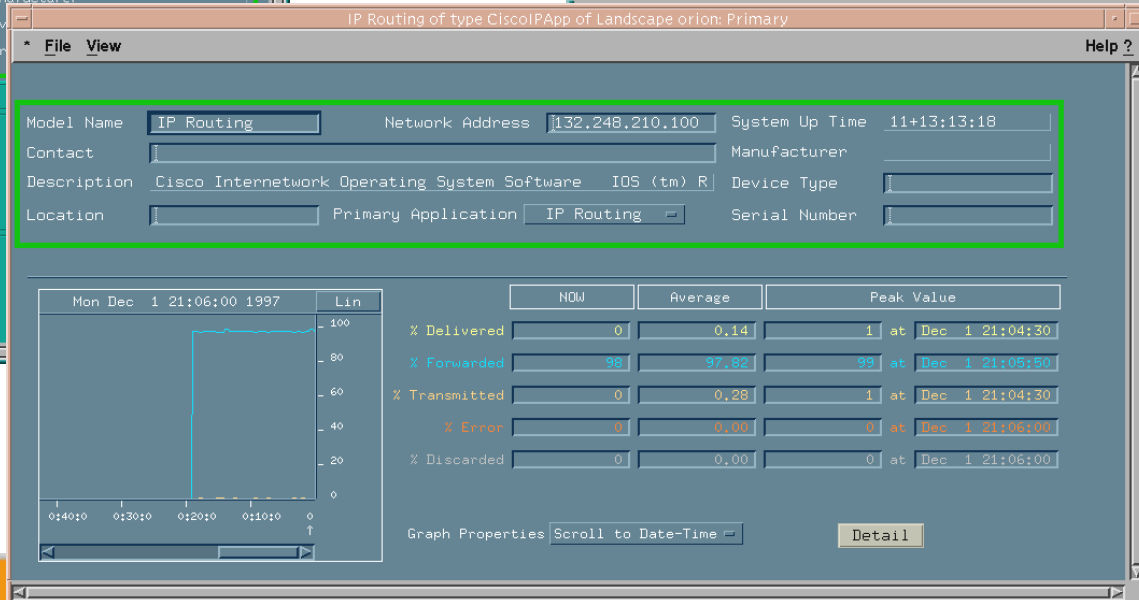 IP Routing of type CiscoIPApp of Landscape orion: Primary
* File View Help ?
Model Name IP Routing Network Address 132.248.210.100 System Up Time 11+13:13:18
Contact Manufacturer
Description Cisco Internetwork Operating System Software IOS (tm) R Device Type
Location Primary Application IP Routing Serial Number
Mon Dec 1 21:06:00 1997 Lin
NOW Average Peak Value
% Delivered 0 0.14 1 at Dec 1 21:04:30
% Forwarded 98 97.82 99 at Dec 1 21:05:50
% Transmitted 0 0.28 1 at Dec 1 21:04:30
% Error 0 0.00 0 at Dec 1 21:06:00
% Discarded 0 0.00 0 at Dec 1 21:06:00
100
80
60
40
20
0
0:40:0 0:30:0 0:20:0 0:10:0 0
Graph Properties Scroll to Date-Time Detail